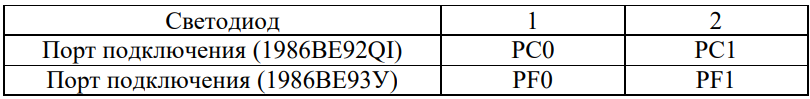 Светодиод 1 2
Порт подключения (1986ВЕ92QI) PC0 PC1
Порт подключения (1986ВЕ93У) PF0 PF1